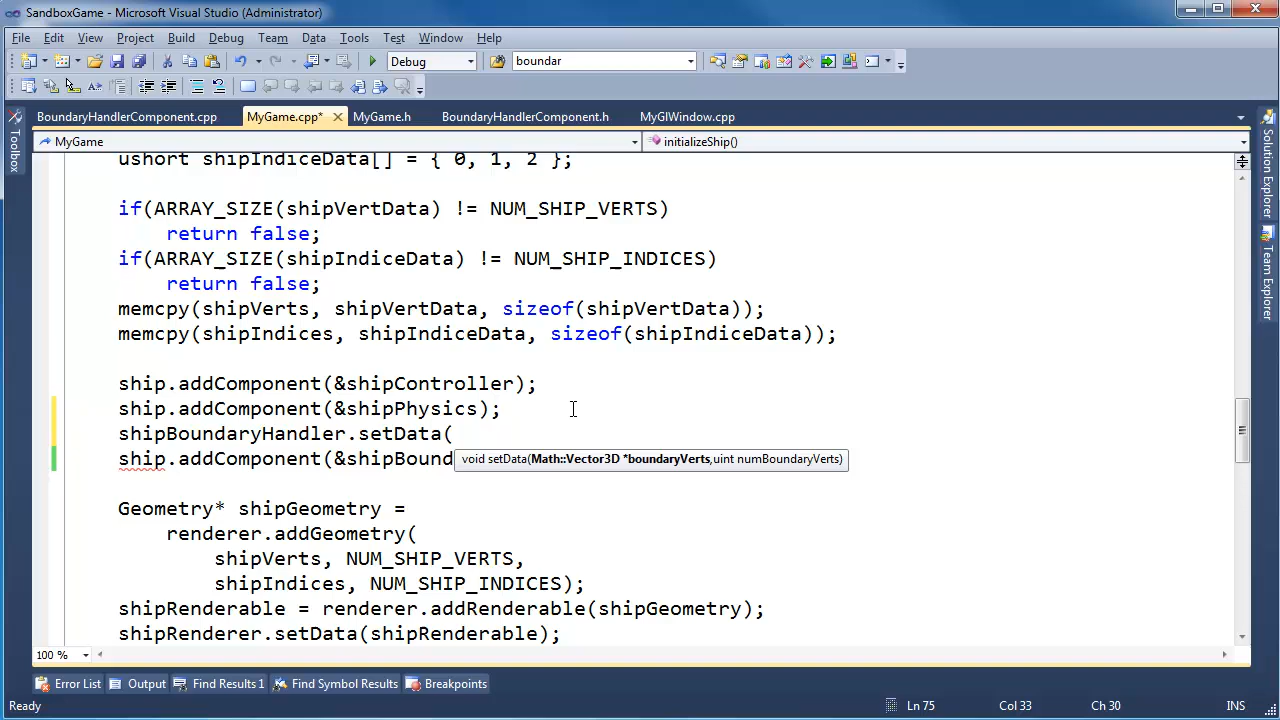 SandboxGame - Microsoft Visual Studio (Administrator)
File Edit View Project Build Debug Team Data Tools Test Window Help
Debug boundar
BoundaryHandlerComponent.cpp MyGame.cpp* MyGame.h BoundaryHandlerComponent.h MyGlWindow.cpp
MyGame initializeShip()
ushort shipIndiceData[] = { 0, 1, 2 };
if(ARRAY_SIZE(shipVertData) != NUM_SHIP_VERTS)
return false;
if(ARRAY_SIZE(shipIndiceData) != NUM_SHIP_INDICES)
return false;
memcpy(shipVerts, shipVertData, sizeof(shipVertData));
memcpy(shipIndices, shipIndiceData, sizeof(shipIndiceData));
ship.addComponent(&shipController);
ship.addComponent(&shipPhysics);
shipBoundaryHandler.setData(
ship.addComponent(&shipBound
void setData(Math::Vector3D *boundaryVerts,uint numBoundaryVerts)
Geometry* shipGeometry =
renderer.addGeometry(
shipVerts, NUM_SHIP_VERTS,
shipIndices, NUM_SHIP_INDICES);
shipRenderable = renderer.addRenderable(shipGeometry);
shipRenderer.setData(shipRenderable);
100 %
Error List Output Find Results 1 Find Symbol Results Breakpoints
Ready Ln 75 Col 33 Ch 30 INS
Toolbox
Solution Explorer
Team Explorer